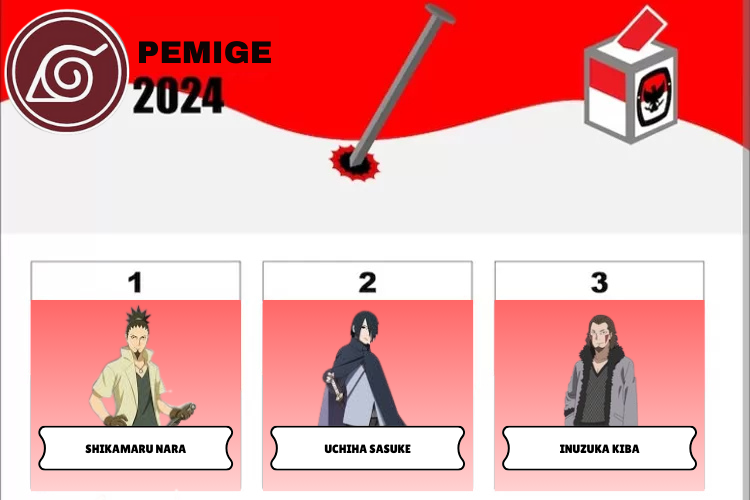 PEMIGE
2024
1
2
3
SHIKAMARU NARA
UCHIHA SASUKE
INUZUKA KIBA